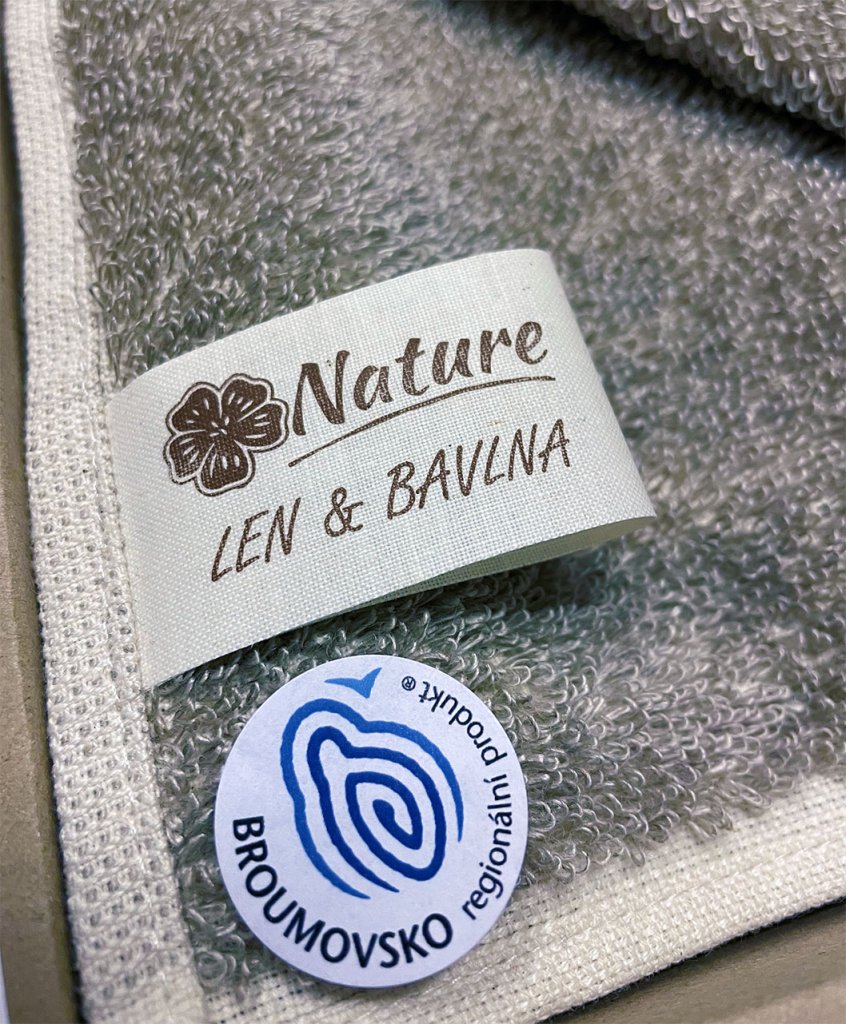 Nature
LEN & BAVLNA
BROUMOVSKO
regionální produkt®